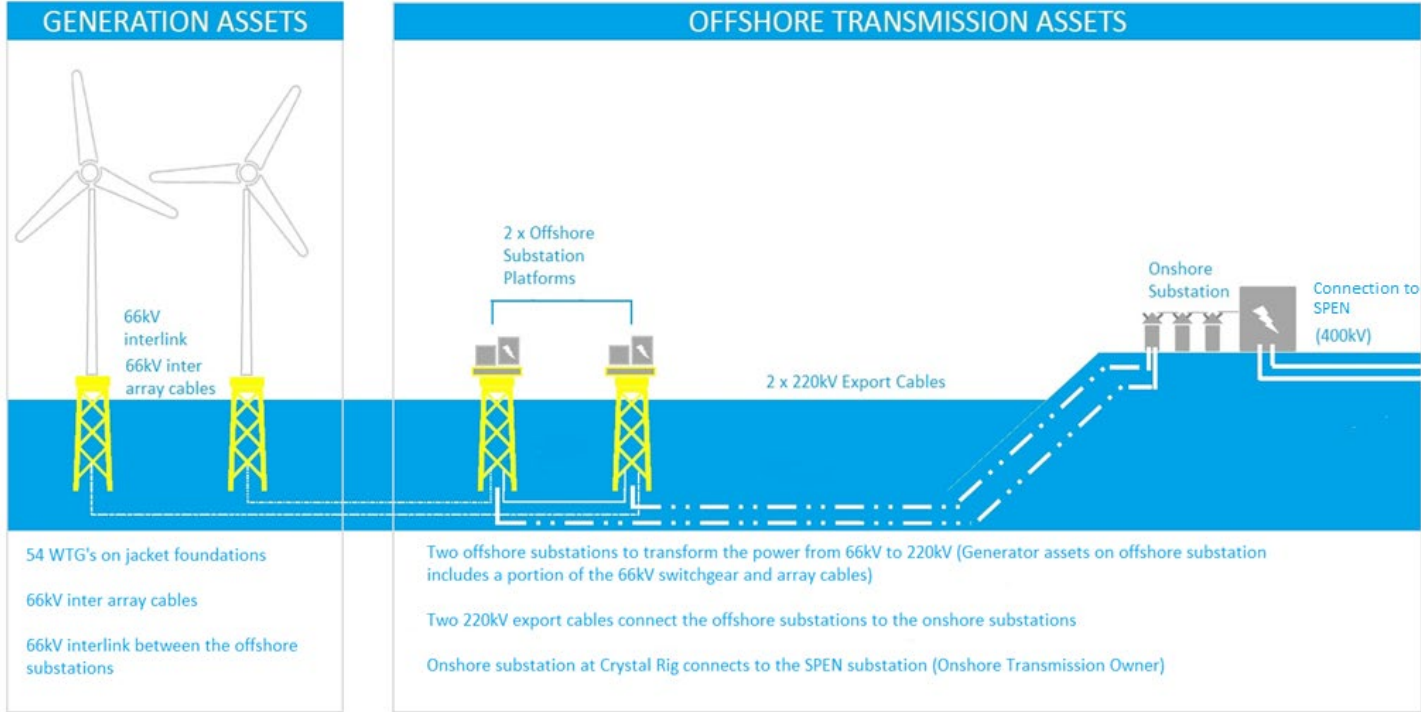 GENERATION ASSETS
OFFSHORE TRANSMISSION ASSETS
66kV
interlink
66kV inter
array cables
2 x Offshore
Substation
Platforms
2 x 220kV Export Cables
Onshore
Substation
Connection to
SPEN
(400kV)
54 WTG's on jacket foundations
66kV inter array cables
66kV interlink between the offshore
substations
Two offshore substations to transform the power from 66kV to 220kV (Generator assets on offshore substation
includes a portion of the 66kV switchgear and array cables)
Two 220kV export cables connect the offshore substations to the onshore substations
Onshore substation at Crystal Rig connects to the SPEN substation (Onshore Transmission Owner)